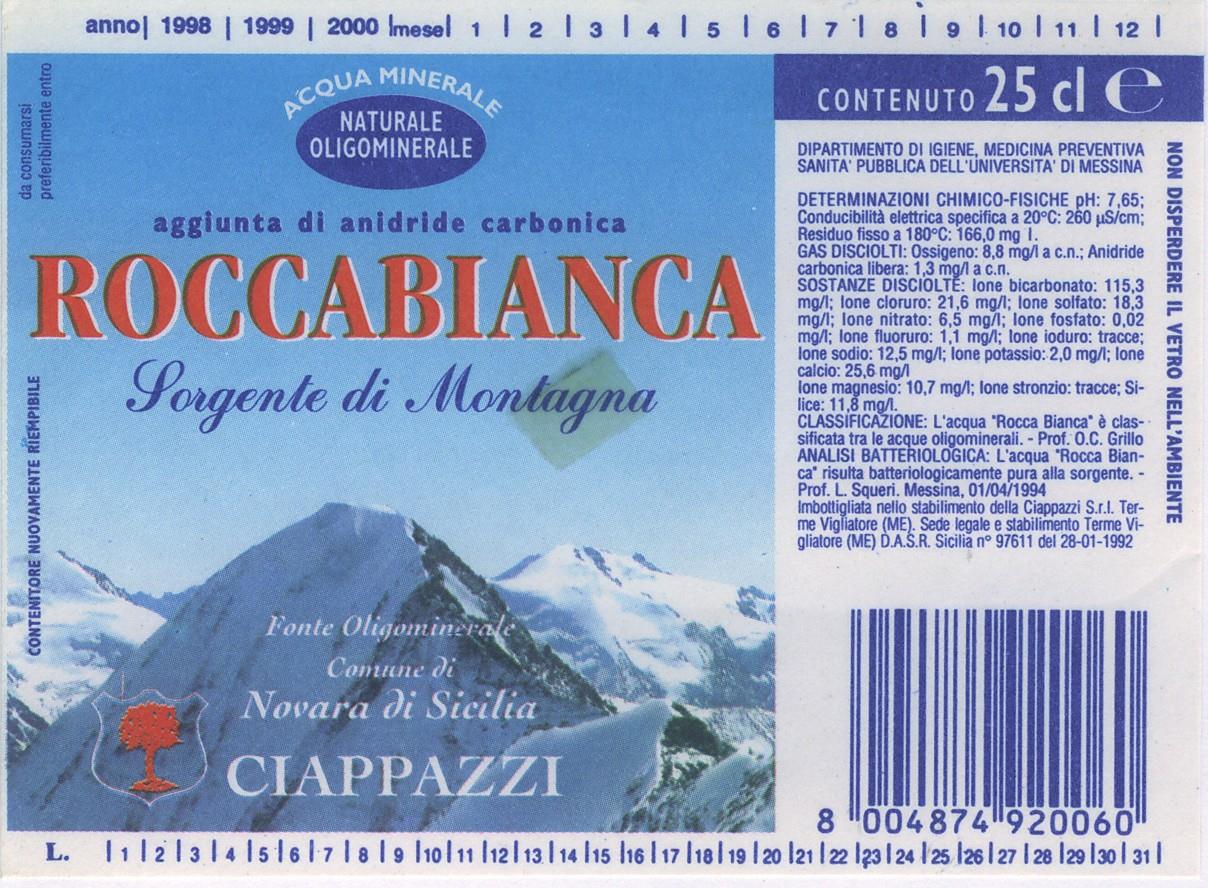 anno| 1998 | 1999 | 2000 |mese| 1 | 2 | 3 | 4 | 5 | 6 | 7 | 8 | 9 | 10 | 11 | 12 |
da consumarsi
preferibilmente entro
ACQUA MINERALE
NATURALE
OLIGOMINERALE
aggiunta di anidride carbonica
ROCCABIANCA
Sorgente di Montagna
CONTENITORE NUOVAMENTE RIEMPIBILE
Fonte Oligominerale
Comune di
Novara di Sicilia
CIAPPAZZI
CONTENUTO 25 cl e
DIPARTIMENTO DI IGIENE, MEDICINA PREVENTIVA
SANITA' PUBBLICA DELL'UNIVERSITA' DI MESSINA
DETERMINAZIONI CHIMICO-FISICHE pH: 7,65;
Conducibilità elettrica specifica a 20°C: 260 µS/cm;
Residuo fisso a 180°C: 166,0 mg l.
GAS DISCIOLTI: Ossigeno: 8,8 mg/l a c.n.; Anidride
carbonica libera: 1,3 mg/l a c.n.
SOSTANZE DISCIOLTE: Ione bicarbonato: 115,3
mg/l; Ione cloruro: 21,6 mg/l; Ione solfato: 18,3
mg/l; Ione nitrato: 6,5 mg/l; Ione fosfato: 0,02
mg/l; Ione fluoruro: 1,1 mg/l; Ione ioduro: tracce;
Ione sodio: 12,5 mg/l; Ione potassio: 2,0 mg/l; Ione
calcio: 25,6 mg/l
Ione magnesio: 10,7 mg/l; Ione stronzio: tracce; Si-
lice: 11,8 mg/l.
CLASSIFICAZIONE: L'acqua "Rocca Bianca" è clas-
sificata tra le acque oligominerali. - Prof. O.C. Grillo
ANALISI BATTERIOLOGICA: L'acqua "Rocca Bian-
ca" risulta batteriologicamente pura alla sorgente. -
Prof. L. Squeri. Messina, 01/04/1994
Imbottigliata nello stabilimento della Ciappazzi S.r.l. Ter-
me Vigliatore (ME). Sede legale e stabilimento Terme Vi-
gliatore (ME) D.A.S.R. Sicilia n° 97611 del 28-01-1992
NON DISPERDERE IL VETRO NELL'AMBIENTE
8 004874 920060
L. | 1 | 2 | 3 | 4 | 5 | 6 | 7 | 8 | 9 |10 | 11 |12 |13 |14 |15 |16 |17 |18 |19 |20 |21 |22 |23 |24 |25 |26 |27 |28 |29 |30 |31 |